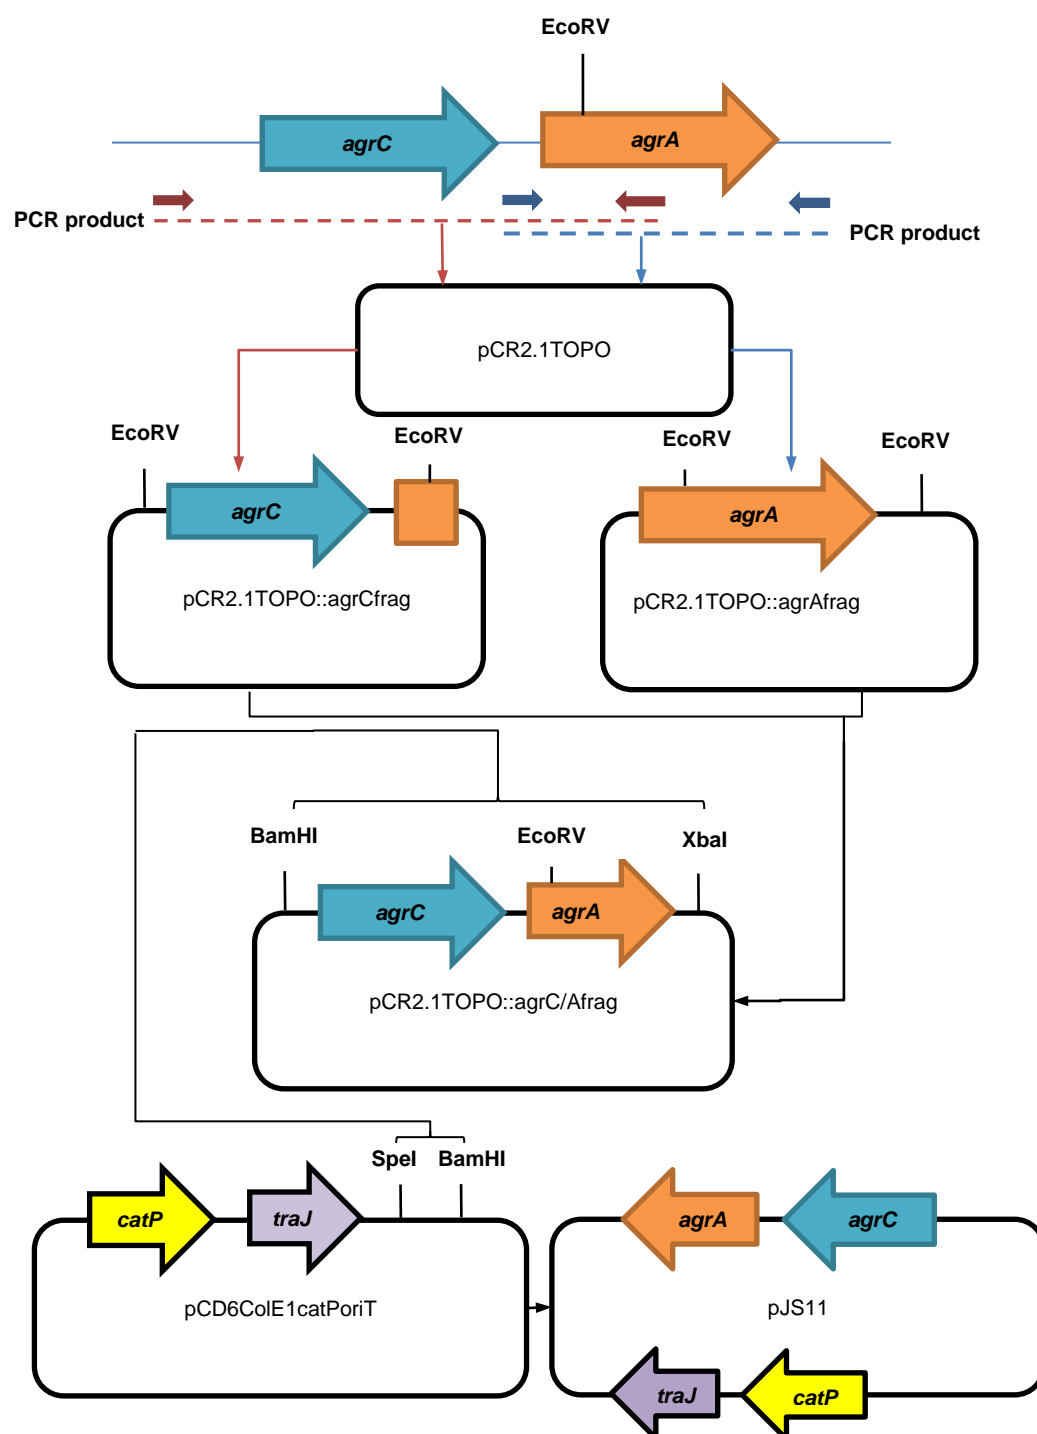 EcoRV
agrC
agrA
PCR product
PCR product
pCR2.1TOPO
EcoRV
EcoRV
EcoRV
EcoRV
agrC
agrA
pCR2.1TOPO::agrCfrag
pCR2.1TOPO::agrAfrag
BamHI
EcoRV
XbaI
agrC
agrA
pCR2.1TOPO::agrC/Afrag
SpeI
BamHI
catP
traJ
agrA
agrC
pCD6ColE1catPoriT
pJS11
traJ
catP